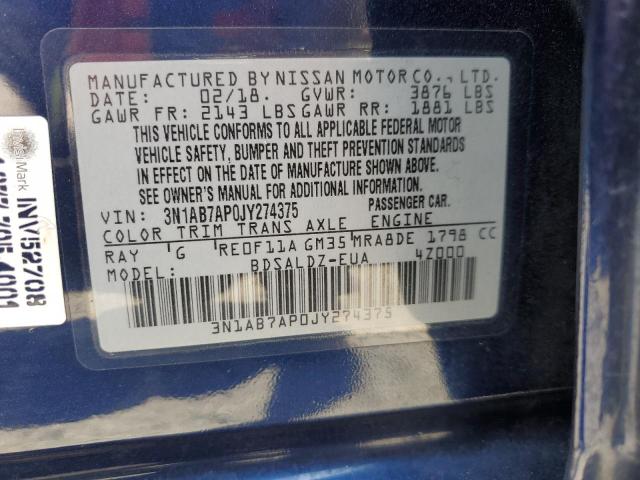 MANUFACTURED BY NISSAN MOTOR CO., LTD.
DATE: 02/18. GVWR: 3876 LBS
GAWR FR: 2143 LBS GAWR RR: 1881 LBS
THIS VEHICLE CONFORMS TO ALL APPLICABLE FEDERAL MOTOR
VEHICLE SAFETY, BUMPER AND THEFT PREVENTION STANDARDS
IN EFFECT ON THE DATE OF MANUFACTURE SHOWN ABOVE.
SEE OWNER'S MANUAL FOR ADDITIONAL INFORMATION.
VIN: 3N1AB7AP0JY274375 PASSENGER CAR.
COLOR TRIM TRANS AXLE ENGINE
RAY G RE0F11A GM35 MRA8DE 1798 CC
MODEL: BDSALDZ-EUA 4Z000
3N1AB7AP0JY274375
INV52708